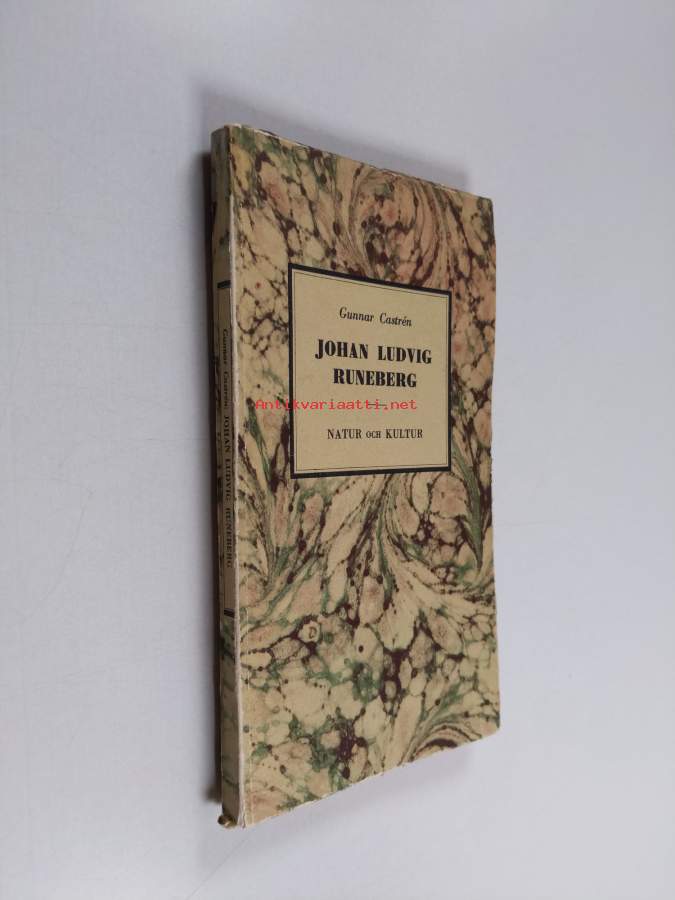 Gunnar Castrén
JOHAN LUDVIG
RUNEBERG
Antikvariaatti.net
NATUR OCH KULTUR
Gunnar Castrén JOHAN LUDVIG RUNEBERG